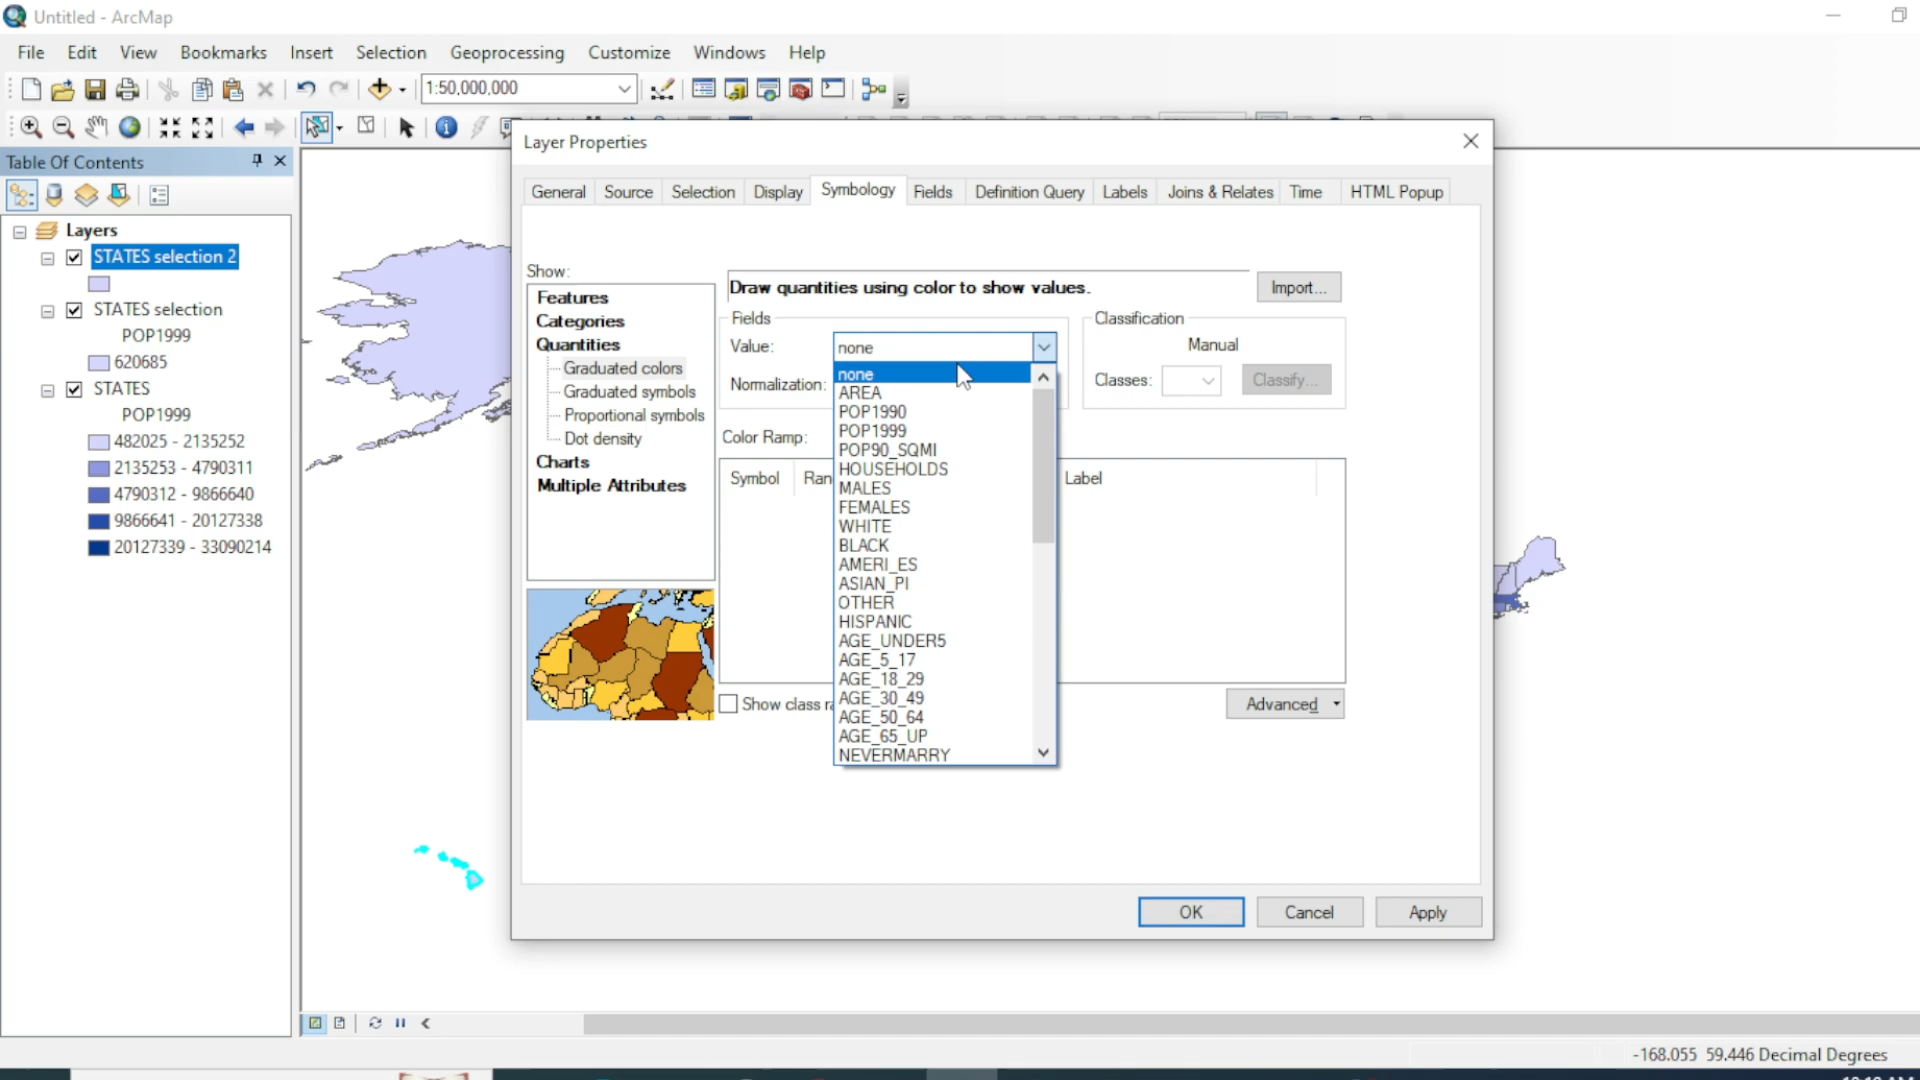 Untitled - ArcMap
File Edit View Bookmarks Insert Selection Geoprocessing Customize Windows Help
1:50,000,000
Table Of Contents
Layers
STATES selection 2
STATES selection
POP1999
620685
STATES
POP1999
482025 - 2135252
2135253 - 4790311
4790312 - 9866640
9866641 - 20127338
20127339 - 33090214
Layer Properties
General Source Selection Display Symbology Fields Definition Query Labels Joins & Relates Time HTML Popup
Show:
Features
Categories
Quantities
Graduated colors
Graduated symbols
Proportional symbols
Dot density
Charts
Multiple Attributes
Draw quantities using color to show values.
Import...
Fields
Value: none
Normalization:
Classification
Manual
Classes: Classify...
Color Ramp:
Symbol Ran Label
none
AREA
POP1990
POP1999
POP90_SQMI
HOUSEHOLDS
MALES
FEMALES
WHITE
BLACK
AMERI_ES
ASIAN_PI
OTHER
HISPANIC
AGE_UNDER5
AGE_5_17
AGE_18_29
AGE_30_49
AGE_50_64
AGE_65_UP
NEVERMARRY
Show class ra
Advanced
OK Cancel Apply
-168.055 59.446 Decimal Degrees